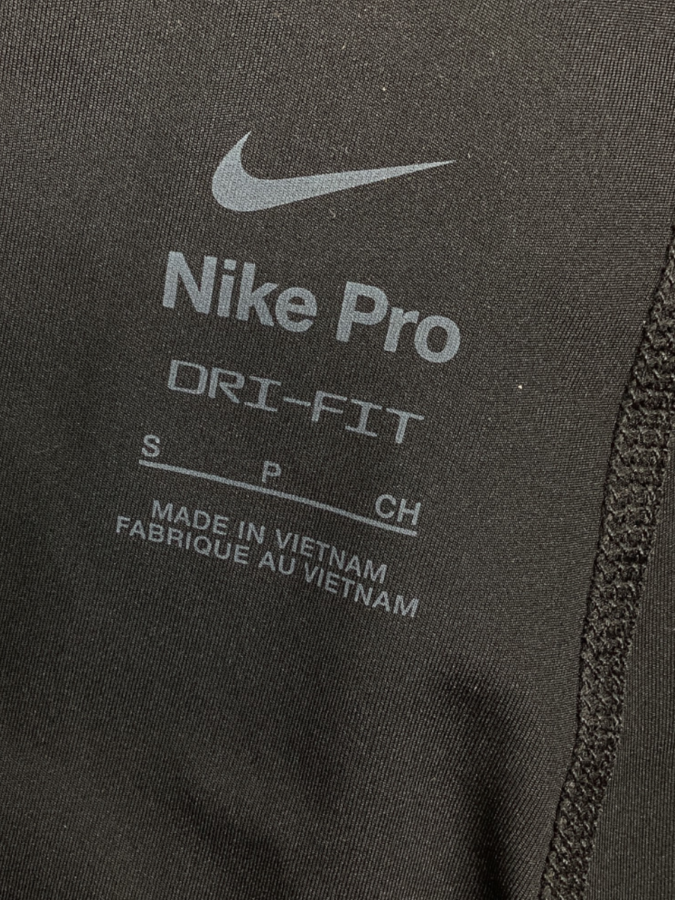 Nike Pro
DRI-FIT
S P CH
MADE IN VIETNAM
FABRIQUE AU VIETNAM